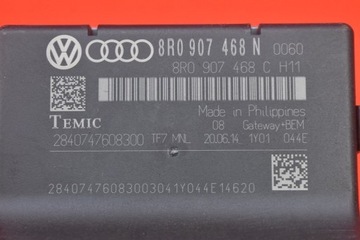 8R0 907 468 N 0060
8R0 907 468 C H11
Made in Philippines
TEMIC 08 Gateway+BEM
2840747608300 TF7 MNL 20.06.14 1Y01 044E
28407476083003041Y044E14620